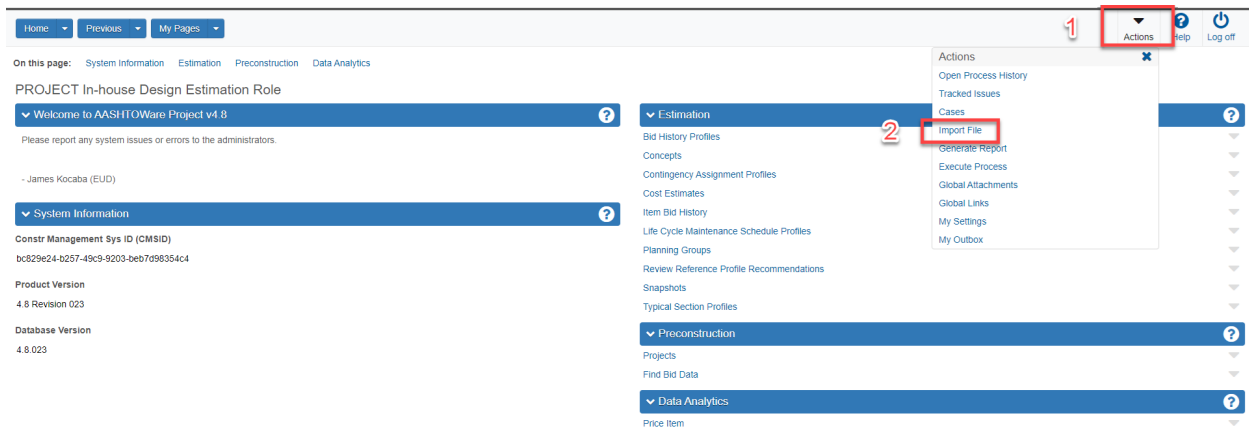 Home Previous My Pages
1
Actions Help Log off
On this page: System Information Estimation Preconstruction Data Analytics
PROJECT In-house Design Estimation Role
Welcome to AASHTOWare Project v4.8 ?
Please report any system issues or errors to the administrators.
- James Kocaba (EUD)
System Information ?
Constr Management Sys ID (CMSID)
bc829e24-b257-49c9-9203-beb7d98354c4
Product Version
4.8 Revision 023
Database Version
4.8.023
Estimation ?
Bid History Profiles
Concepts
Contingency Assignment Profiles
Cost Estimates
Item Bid History
Life Cycle Maintenance Schedule Profiles
Planning Groups
Review Reference Profile Recommendations
Snapshots
Typical Section Profiles
Preconstruction ?
Projects
Find Bid Data
Data Analytics ?
Price Item
Actions
Open Process History
Tracked Issues
Cases
2
Import File
Generate Report
Execute Process
Global Attachments
Global Links
My Settings
My Outbox